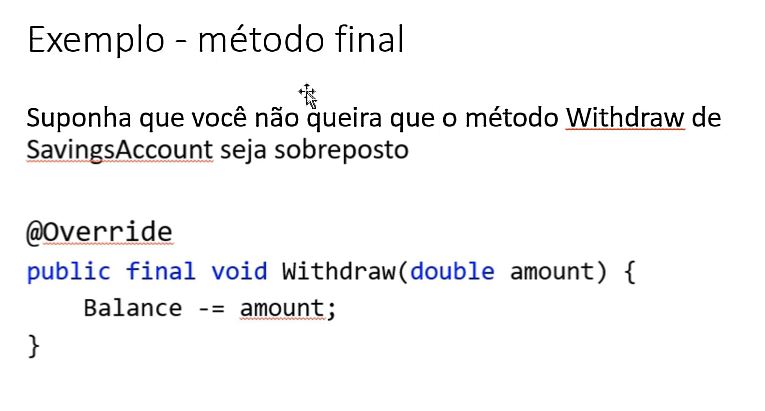 Exemplo - método final
Suponha que você não queira que o método Withdraw de
SavingsAccount seja sobreposto
@Override
public final void Withdraw(double amount) {
    Balance -= amount;
}